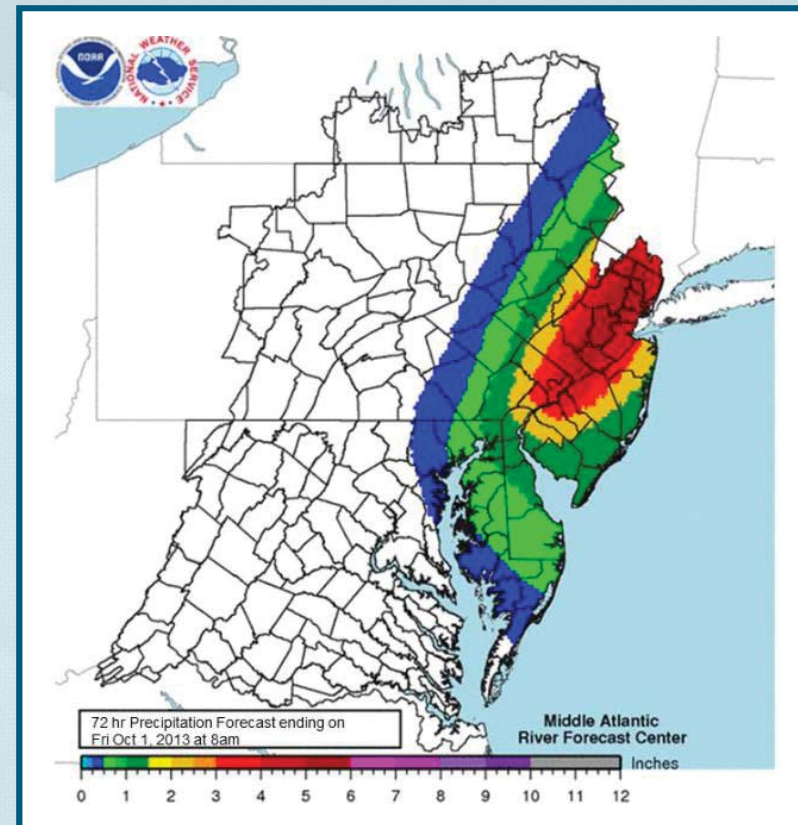 NOAA
NATIONAL WEATHER SERVICE
72 hr Precipitation Forecast ending on
Fri Oct 1, 2013 at 8am
Middle Atlantic
River Forecast Center
Inches
0 1 2 3 4 5 6 7 8 9 10 11 12